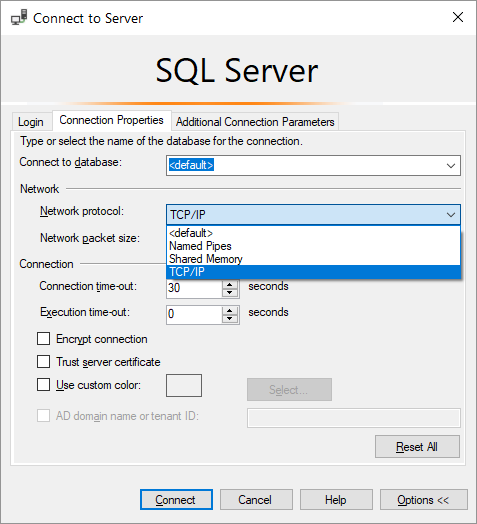 Connect to Server
SQL Server
Login Connection Properties Additional Connection Parameters
Type or select the name of the database for the connection.
Connect to database: <default>
Network
Network protocol: TCP/IP
<default>
Network packet size: Named Pipes
Shared Memory
Connection TCP/IP
Connection time-out: 30 seconds
Execution time-out: 0 seconds
Encrypt connection
Trust server certificate
Use custom color: Select...
AD domain name or tenant ID:
Reset All
Connect Cancel Help Options <<